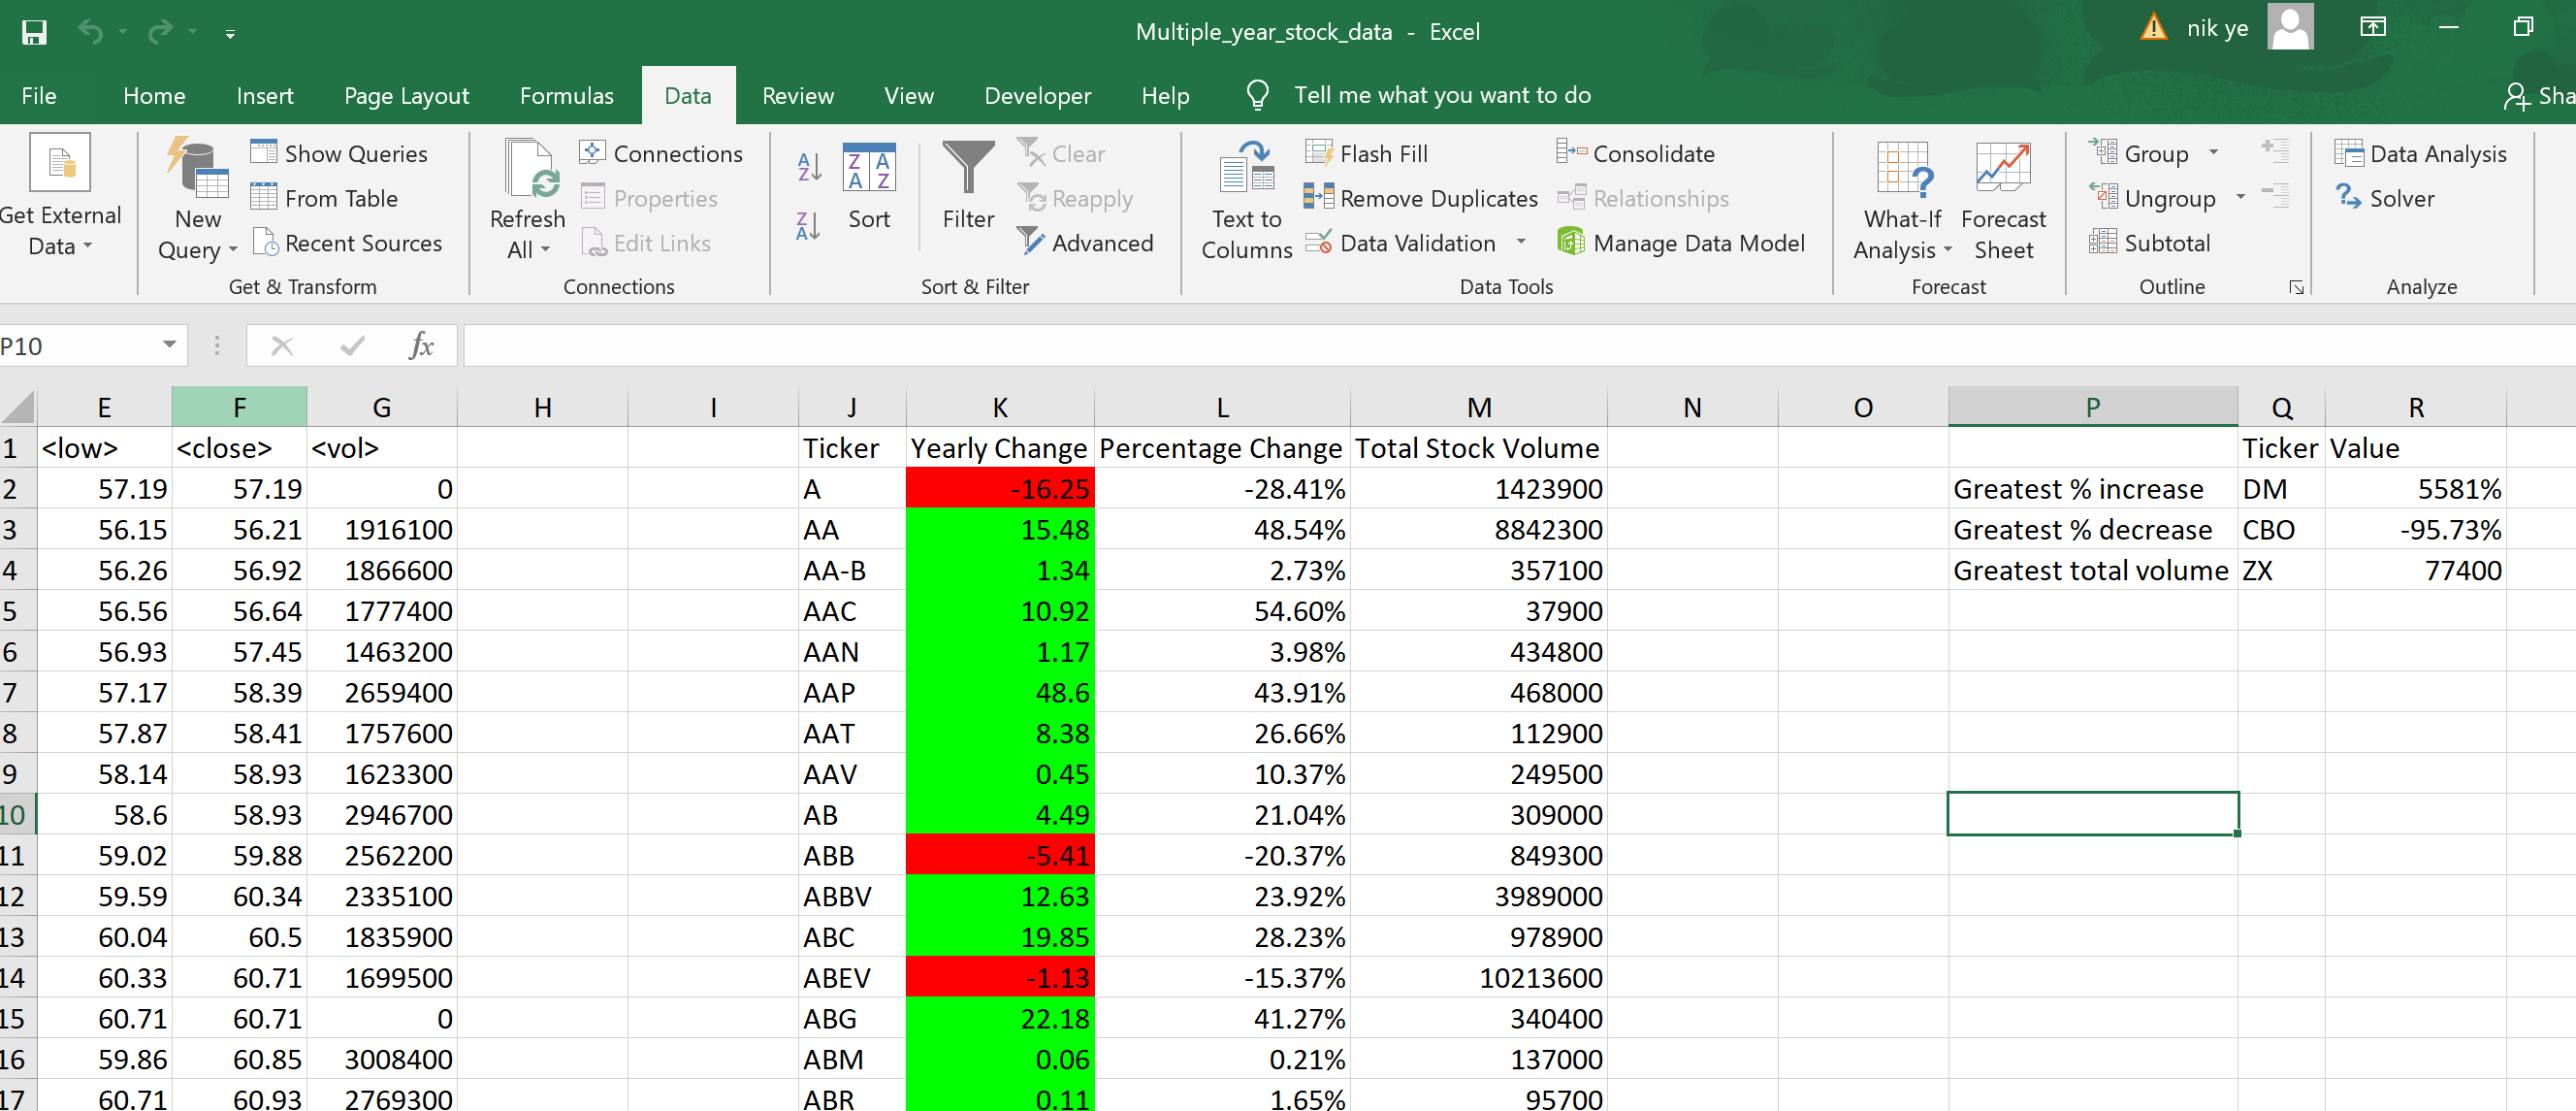 Multiple_year_stock_data - Excel
nik ye
File Home Insert Page Layout Formulas Data Review View Developer Help Tell me what you want to do
Get External Data
New Query
Show Queries
From Table
Recent Sources
Get & Transform
Refresh All
Connections
Properties
Edit Links
Connections
Sort
Filter
Clear
Reapply
Advanced
Sort & Filter
Text to Columns
Flash Fill
Remove Duplicates
Data Validation
Consolidate
Relationships
Manage Data Model
Data Tools
What-If Analysis
Forecast Sheet
Forecast
Group
Ungroup
Subtotal
Outline
Data Analysis
Solver
Analyze
P10 fx
E F G H I J K L M N O P Q R
1 <low> <close> <vol> Ticker Yearly Change Percentage Change Total Stock Volume Ticker Value
2 57.19 57.19 0 A -16.25 -28.41% 1423900 Greatest % increase DM 5581%
3 56.15 56.21 1916100 AA 15.48 48.54% 8842300 Greatest % decrease CBO -95.73%
4 56.26 56.92 1866600 AA-B 1.34 2.73% 357100 Greatest total volume ZX 77400
5 56.56 56.64 1777400 AAC 10.92 54.60% 37900
6 56.93 57.45 1463200 AAN 1.17 3.98% 434800
7 57.17 58.39 2659400 AAP 48.6 43.91% 468000
8 57.87 58.41 1757600 AAT 8.38 26.66% 112900
9 58.14 58.93 1623300 AAV 0.45 10.37% 249500
10 58.6 58.93 2946700 AB 4.49 21.04% 309000
11 59.02 59.88 2562200 ABB -5.41 -20.37% 849300
12 59.59 60.34 2335100 ABBV 12.63 23.92% 3989000
13 60.04 60.5 1835900 ABC 19.85 28.23% 978900
14 60.33 60.71 1699500 ABEV -1.13 -15.37% 10213600
15 60.71 60.71 0 ABG 22.18 41.27% 340400
16 59.86 60.85 3008400 ABM 0.06 0.21% 137000
17 60.71 60.93 2769300 ABR 0.11 1.65% 95700